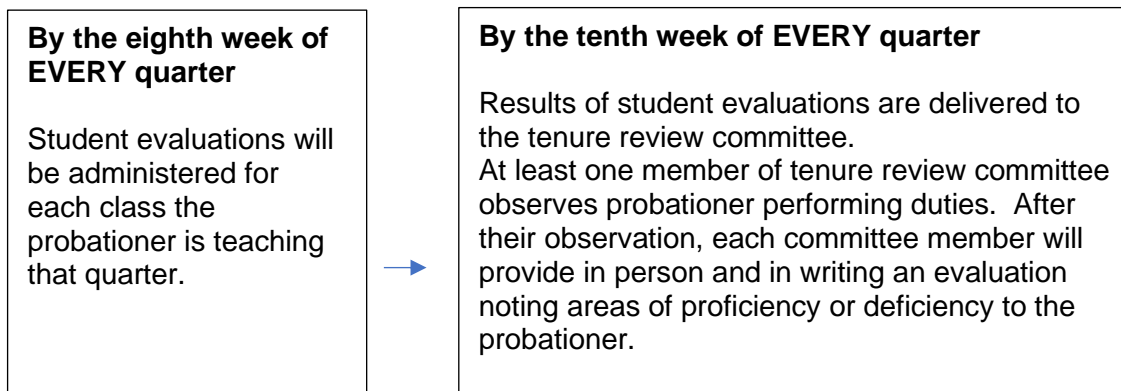 By the eighth week of
EVERY quarter
Student evaluations will
be administered for
each class the
probationer is teaching
that quarter.
By the tenth week of EVERY quarter
Results of student evaluations are delivered to
the tenure review committee.
At least one member of tenure review committee
observes probationer performing duties.  After
their observation, each committee member will
provide in person and in writing an evaluation
noting areas of proficiency or deficiency to the
probationer.